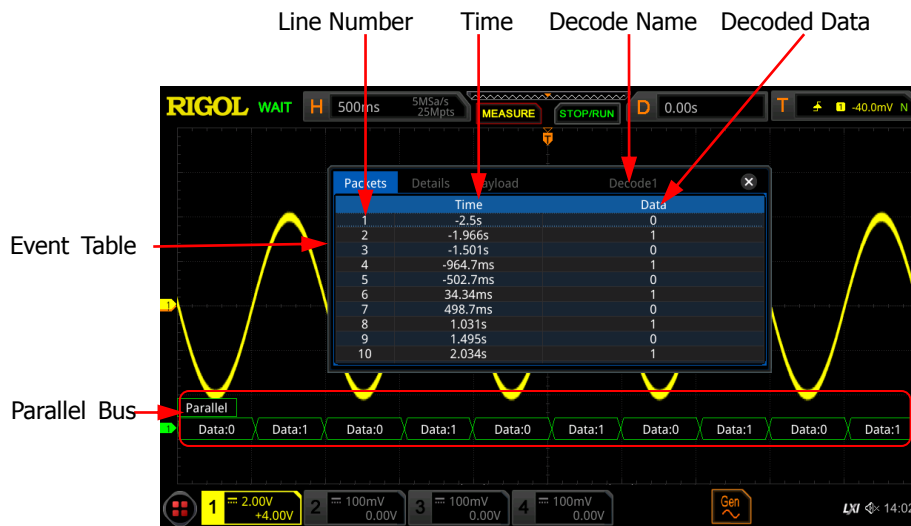 Line Number Time Decode Name Decoded Data
RIGOL WAIT H 500ms 5MSa/s 25Mpts MEASURE STOP/RUN D 0.00s T 1 -40.0mV N
T
Packets Details Payload Decode1
Time Data
1 -2.5s 0
2 -1.966s 1
3 -1.501s 0
4 -964.7ms 1
5 -502.7ms 0
6 34.34ms 1
7 498.7ms 0
8 1.031s 1
9 1.495s 0
10 2.034s 1
Event Table
1
Parallel Bus
Parallel
1 Data:0 Data:1 Data:0 Data:1 Data:0 Data:1 Data:0 Data:1 Data:0 Data:1
1 2.00V +4.00V 2 100mV 0.00V 3 100mV 0.00V 4 100mV 0.00V Gen LXI 14:02